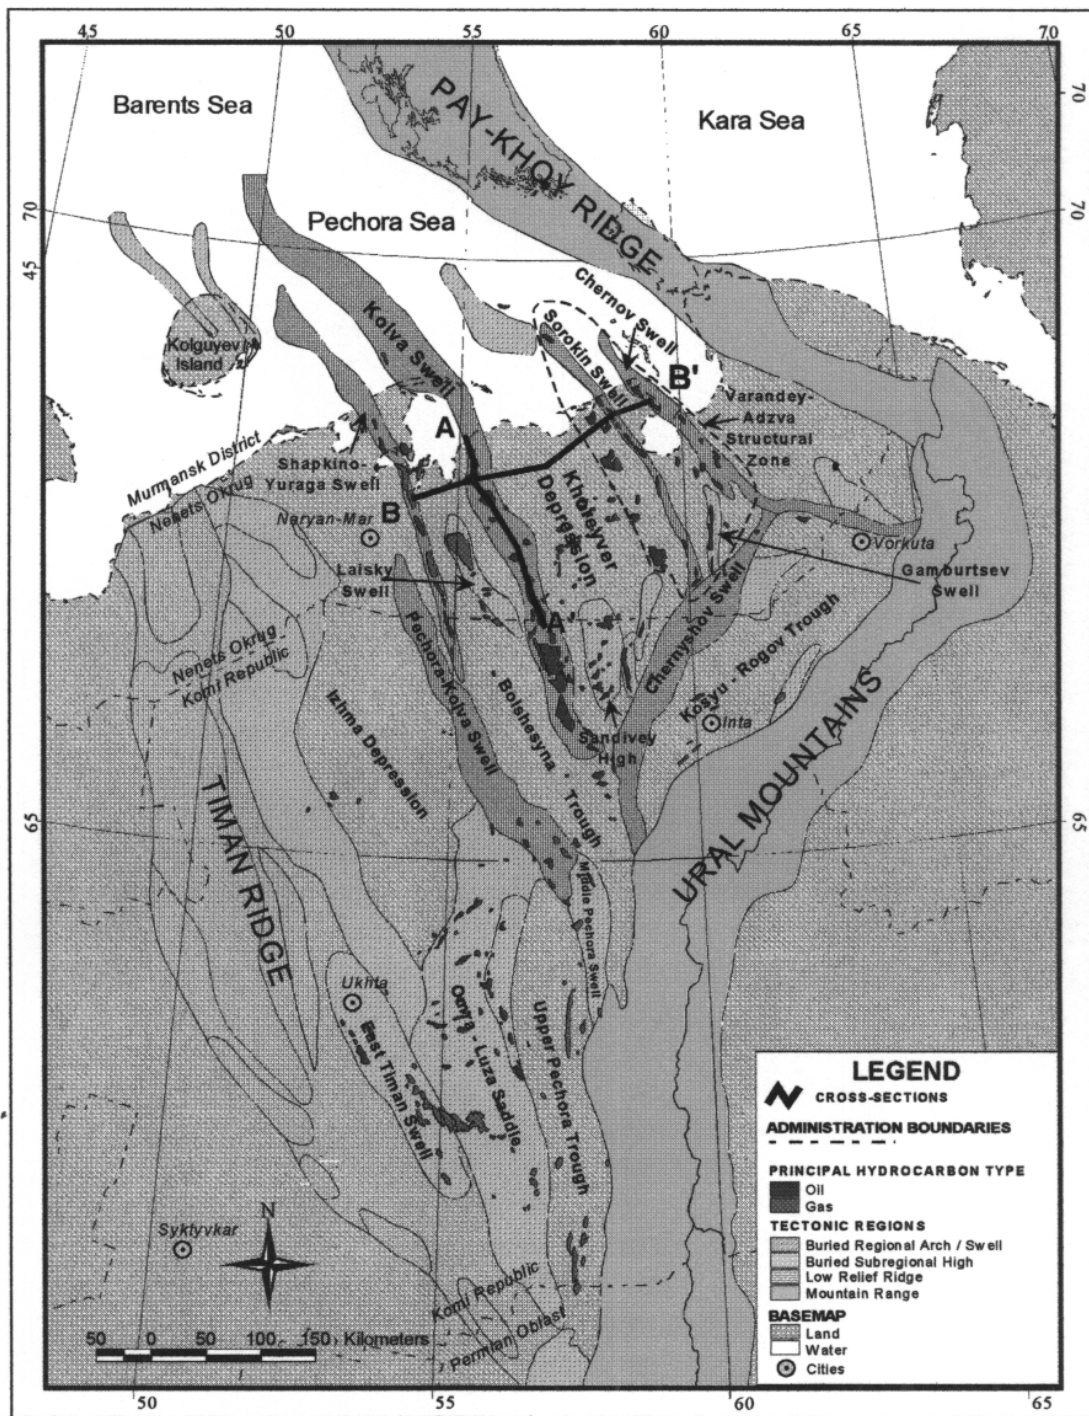 45
50
55
60
65
70
Barents Sea
Kara Sea
PAY-KHOY RIDGE
70
70
70
Pechora Sea
45
Kolguyev
Island
Kolva Swell
Chernov Swell
Sorokin Swell
B'
Varandey-
Adzva
Structural
Zone
A
Shapkino-
Yuraga Swell
Murmansk District
Nenets Okrug
B
Naryan-Mar
Khoreyver
Depression
Vorkuta
Gamburtsev
Swell
Laisky
Swell
A'
Pechora-Kolva Swell
Chernyshov Swell
Kosyu - Rogov Trough
Nenets Okrug
Komi Republic
Izhma Depression
Bolshesyna Trough
Sandivey
High
Inta
65
65
TIMAN RIDGE
URAL MOUNTAINS
Middle Pechora Swell
Ukhta
East Timan Swell
Omra - Luza Saddle
Upper Pechora Trough
Syktyvkar
N
Komi Republic
Permian Oblast
50 0 50 100 150 Kilometers
LEGEND
CROSS-SECTIONS
ADMINISTRATION BOUNDARIES
PRINCIPAL HYDROCARBON TYPE
Oil
Gas
TECTONIC REGIONS
Buried Regional Arch / Swell
Buried Subregional High
Low Relief Ridge
Mountain Range
BASEMAP
Land
Water
Cities
50
55
60
65